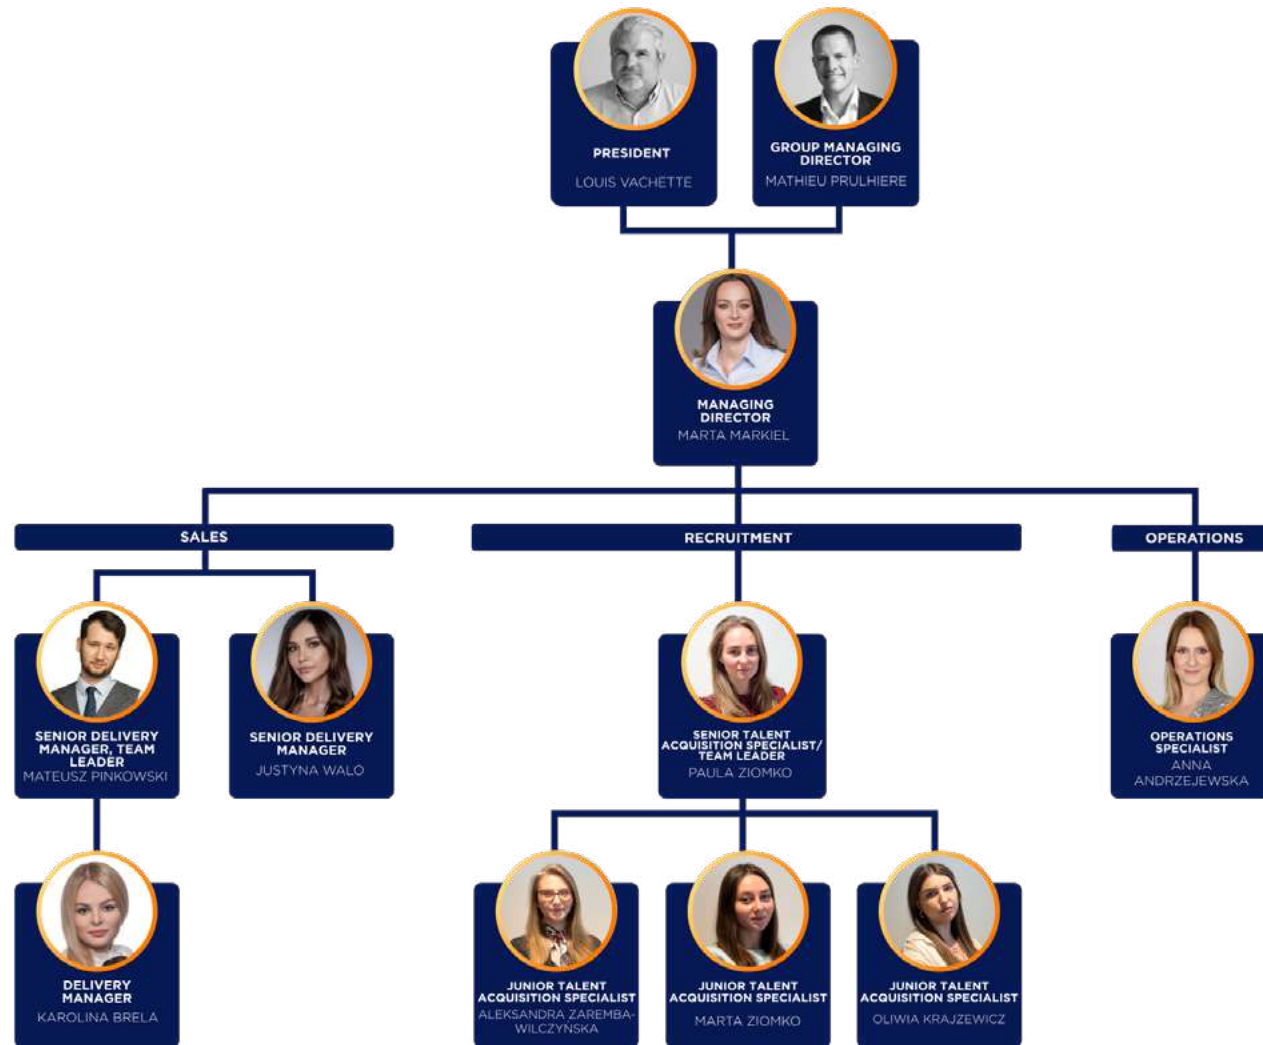 PRESIDENT
LOUIS VACHETTE
GROUP MANAGING
DIRECTOR
MATHIEU PRULHIERE
MANAGING
DIRECTOR
MARTA MARKIEL
SALES
RECRUITMENT
OPERATIONS
SENIOR DELIVERY
MANAGER, TEAM
LEADER
MATEUSZ PINKOWSKI
SENIOR DELIVERY
MANAGER
JUSTYNA WALO
SENIOR TALENT
ACQUISITION SPECIALIST/
TEAM LEADER
PAULA ZIOMKO
OPERATIONS
SPECIALIST
ANNA
ANDRZEJEWSKA
DELIVERY
MANAGER
KAROLINA BRELA
JUNIOR TALENT
ACQUISITION SPECIALIST
ALEKSANDRA ZAREMBA-
WILCZYNSKA
JUNIOR TALENT
ACQUISITION SPECIALIST
MARTA ZIOMKO
JUNIOR TALENT
ACQUISITION SPECIALIST
OLIWIA KRAJZEWICZ